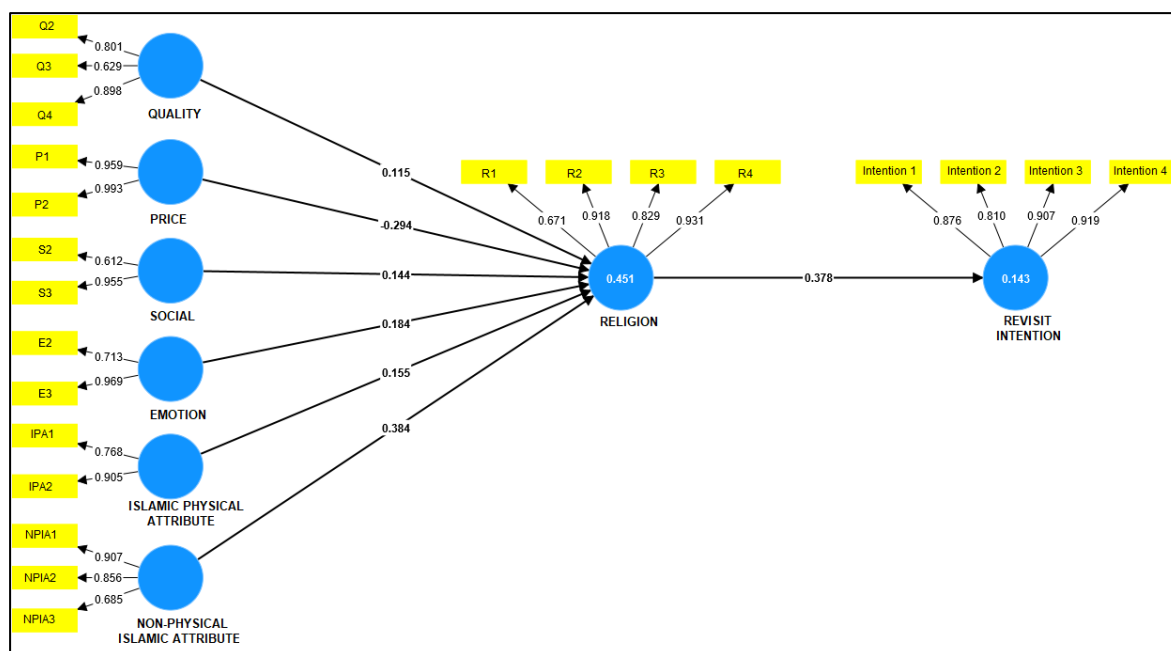 Q2
0.801
Q3
0.629
0.898
Q4
QUALITY
P1
0.959
0.993
P2
PRICE
S2
0.612
0.955
S3
SOCIAL
E2
0.713
0.969
E3
EMOTION
IPA1
0.768
0.905
IPA2
ISLAMIC PHYSICAL
ATTRIBUTE
NPIA1
0.907
NPIA2
0.856
0.685
NPIA3
NON-PHYSICAL
ISLAMIC ATTRIBUTE
0.115
-0.294
0.144
0.184
0.155
0.384
R1
R2
R3
R4
0.671
0.918
0.829
0.931
0.451
RELIGION
0.378
Intention 1
Intention 2
Intention 3
Intention 4
0.876
0.810
0.907
0.919
0.143
REVISIT
INTENTION